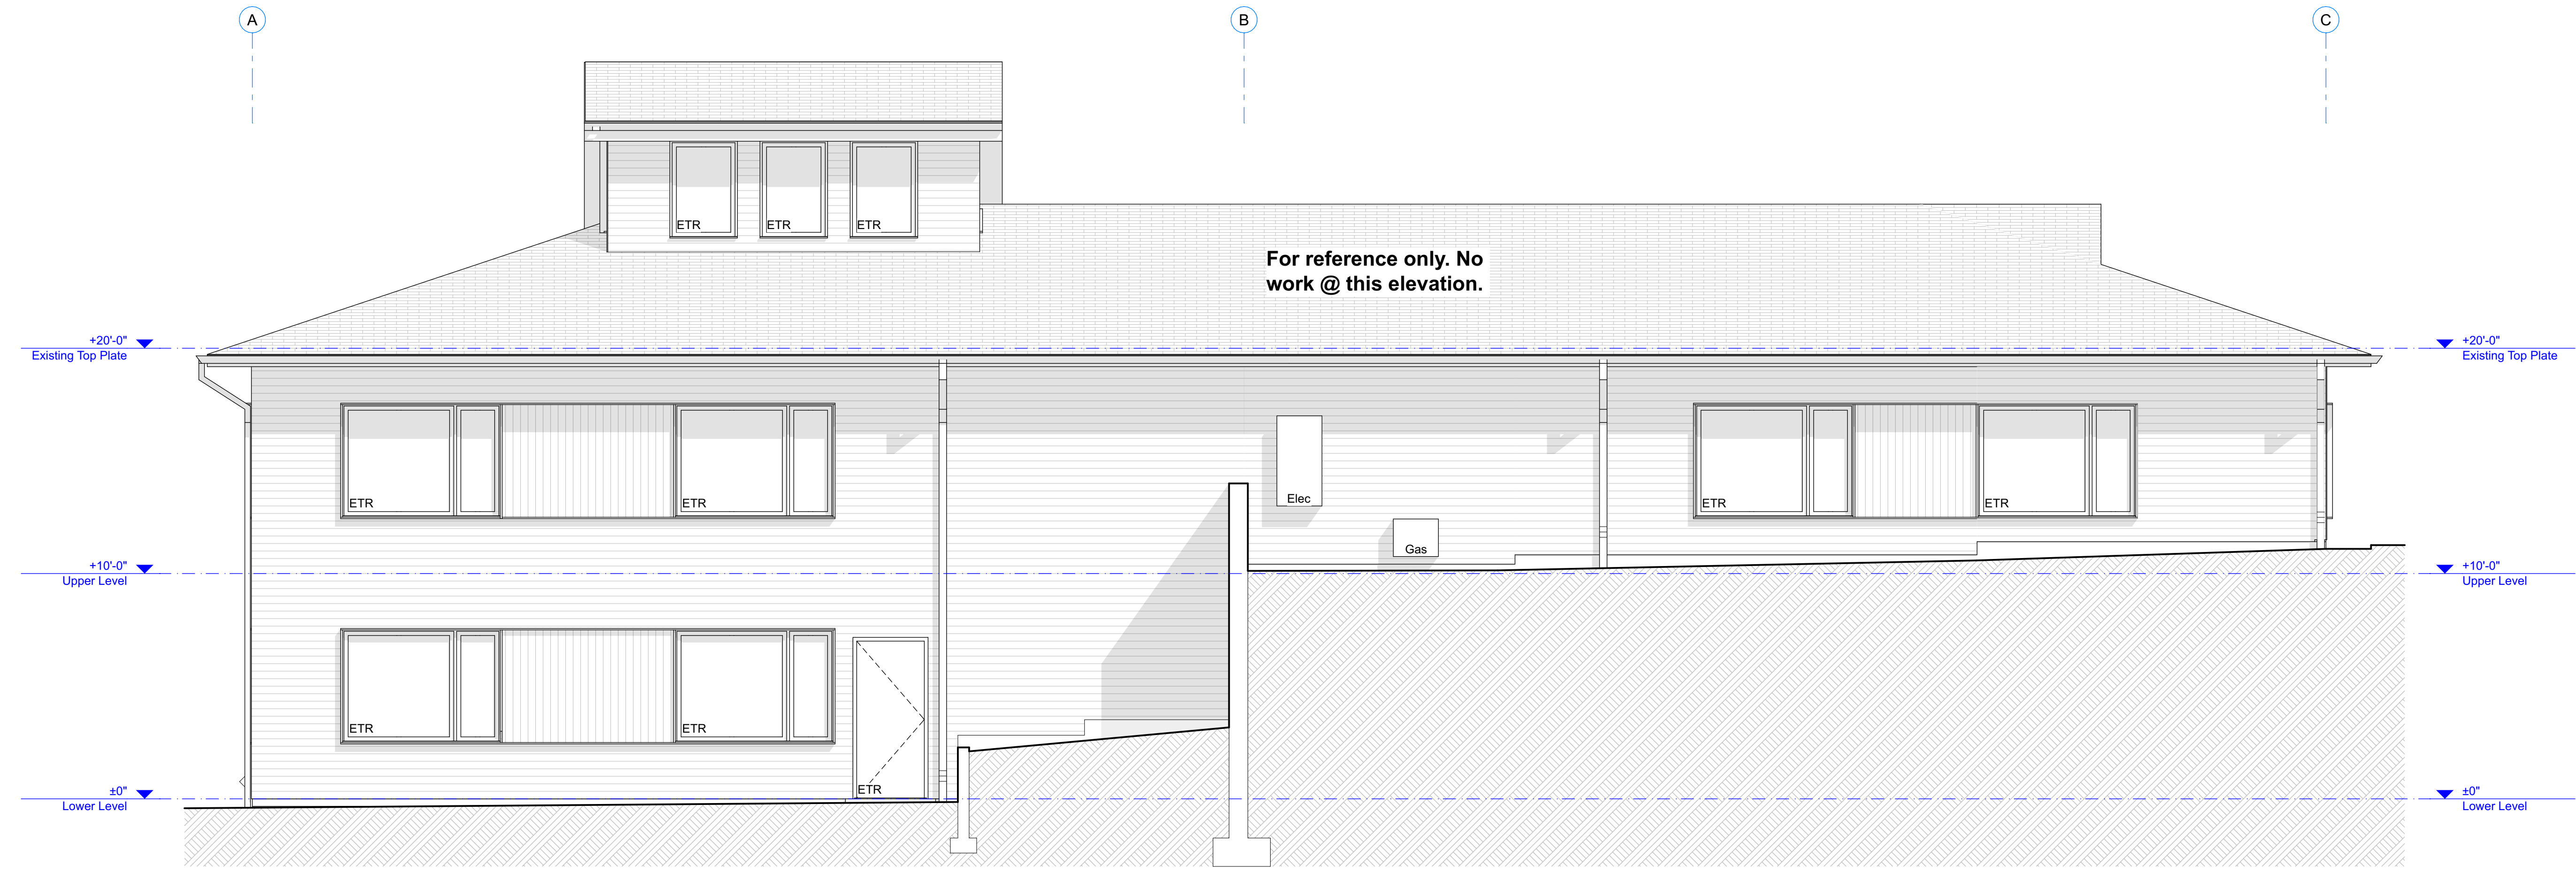 A
B
C
ETR
ETR
ETR
For reference only. No
work @ this elevation.
+20'-0"
Existing Top Plate
+20'-0"
Existing Top Plate
ETR
ETR
Elec
ETR
ETR
Gas
+10'-0"
Upper Level
+10'-0"
Upper Level
ETR
ETR
ETR
±0"
Lower Level
±0"
Lower Level